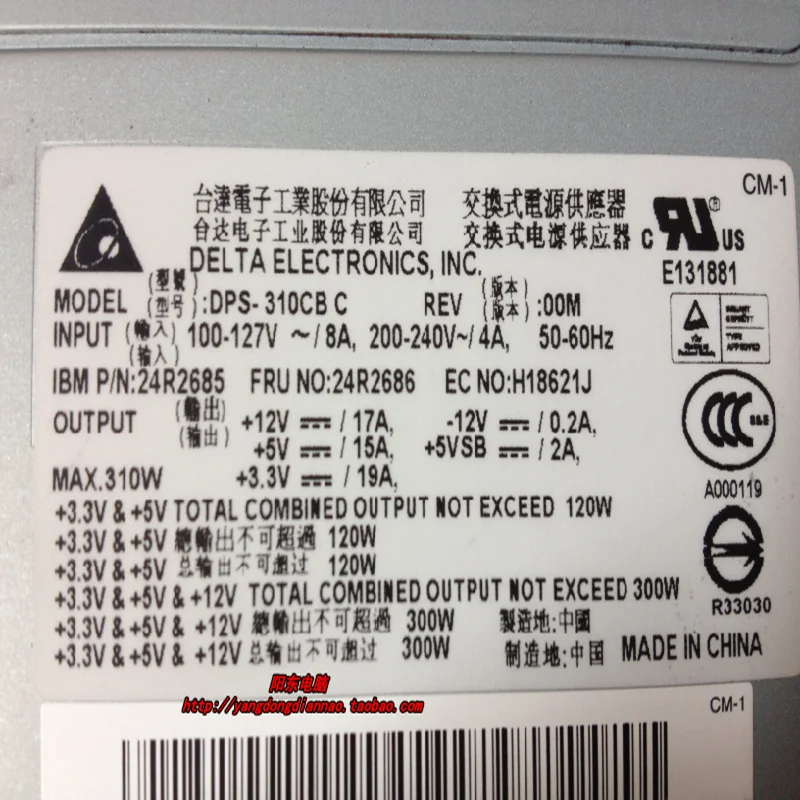 CM-1
台達電子工業股份有限公司 交換式電源供應器
台达电子工业股份有限公司 交换式电源供应器
DELTA ELECTRONICS, INC.
c RU ® US
E131881
MODEL (型號) (型号) :DPS-310CB C REV (版本) (版本) :00M
INPUT (輸入) (输入) 100-127V ~/ 8A, 200-240V~/ 4A, 50-60Hz
IBM P/N:24R2685 FRU NO:24R2686 EC NO:H18621J
OUTPUT (輸出) (输出) +12V ⎓ / 17A, -12V ⎓ / 0.2A,
+5V ⎓ / 15A, +5VSB ⎓ / 2A,
MAX.310W +3.3V ⎓ / 19A,
+3.3V & +5V TOTAL COMBINED OUTPUT NOT EXCEED 120W
+3.3V & +5V 總輸出不可超過 120W
+3.3V & +5V 总输出不可超过 120W
+3.3V & +5V & +12V TOTAL COMBINED OUTPUT NOT EXCEED 300W
+3.3V & +5V & +12V 總輸出不可超過 300W 製造地:中國
+3.3V & +5V & +12V 总输出不可超过 300W 制造地:中国 MADE IN CHINA
TYPE
APPROVED
CCC S&E
A000119
R33030
阳东电脑
http://yangdongdiannao.taobao.com
CM-1